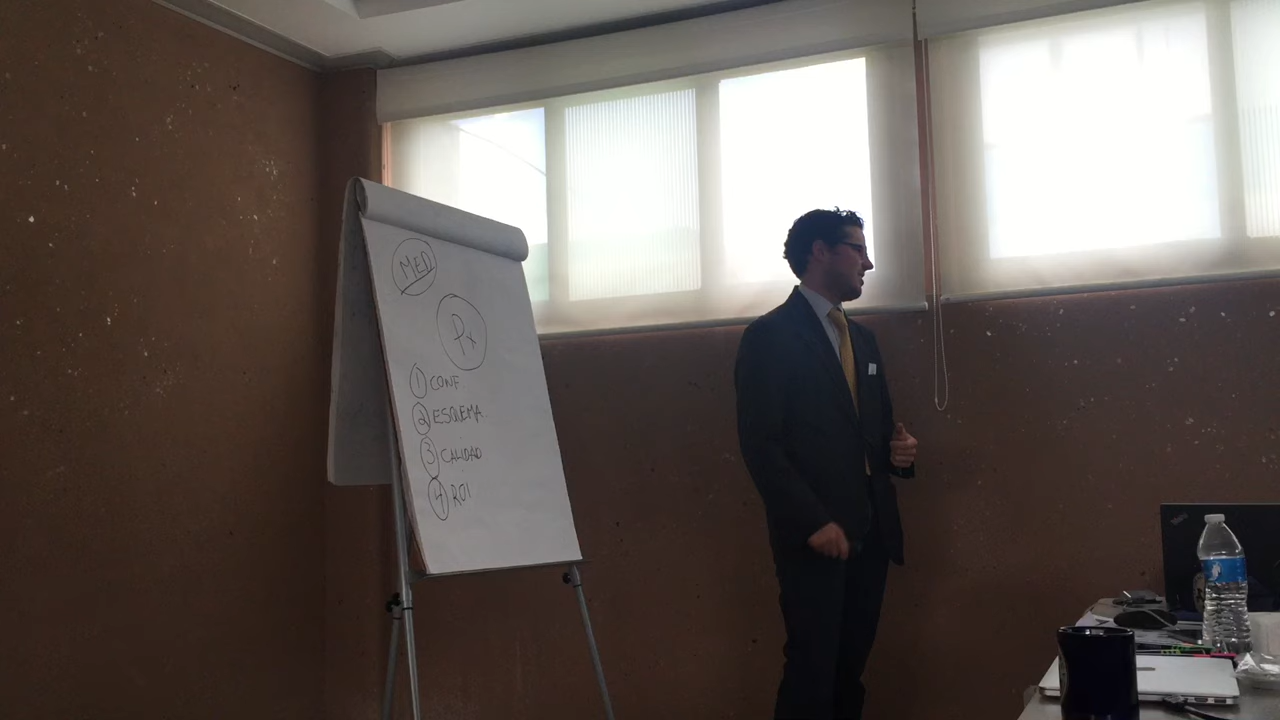 MED
Px
1 CONF.
2 ESQUEMA.
3 CALIDAD
4 ROI